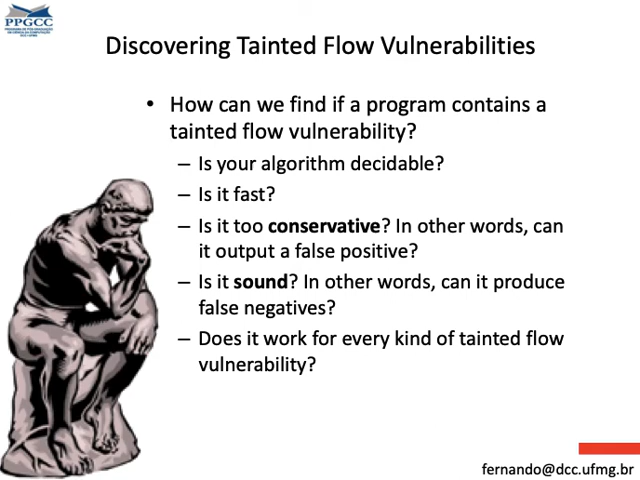 PPGCC
Discovering Tainted Flow Vulnerabilities
• How can we find if a program contains a
tainted flow vulnerability?
– Is your algorithm decidable?
– Is it fast?
– Is it too conservative? In other words, can
it output a false positive?
– Is it sound? In other words, can it produce
false negatives?
– Does it work for every kind of tainted flow
vulnerability?
fernando@dcc.ufmg.br